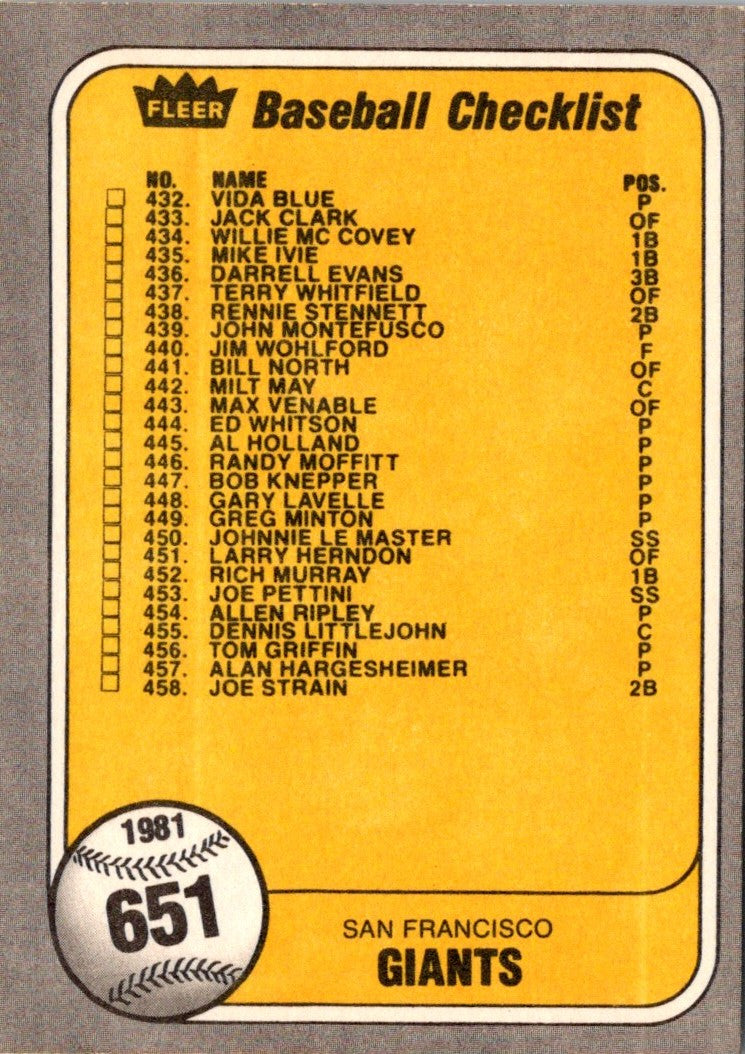 FLEER Baseball Checklist
NO. NAME POS.
432. VIDA BLUE P
433. JACK CLARK OF
434. WILLIE MC COVEY 1B
435. MIKE IVIE 1B
436. DARRELL EVANS 3B
437. TERRY WHITFIELD OF
438. RENNIE STENNETT 2B
439. JOHN MONTEFUSCO P
440. JIM WOHLFORD F
441. BILL NORTH OF
442. MILT MAY C
443. MAX VENABLE OF
444. ED WHITSON P
445. AL HOLLAND P
446. RANDY MOFFITT P
447. BOB KNEPPER P
448. GARY LAVELLE P
449. GREG MINTON P
450. JOHNNIE LE MASTER SS
451. LARRY HERNDON OF
452. RICH MURRAY 1B
453. JOE PETTINI SS
454. ALLEN RIPLEY P
455. DENNIS LITTLEJOHN C
456. TOM GRIFFIN P
457. ALAN HARGESHEIMER P
458. JOE STRAIN 2B
1981
651
SAN FRANCISCO
GIANTS